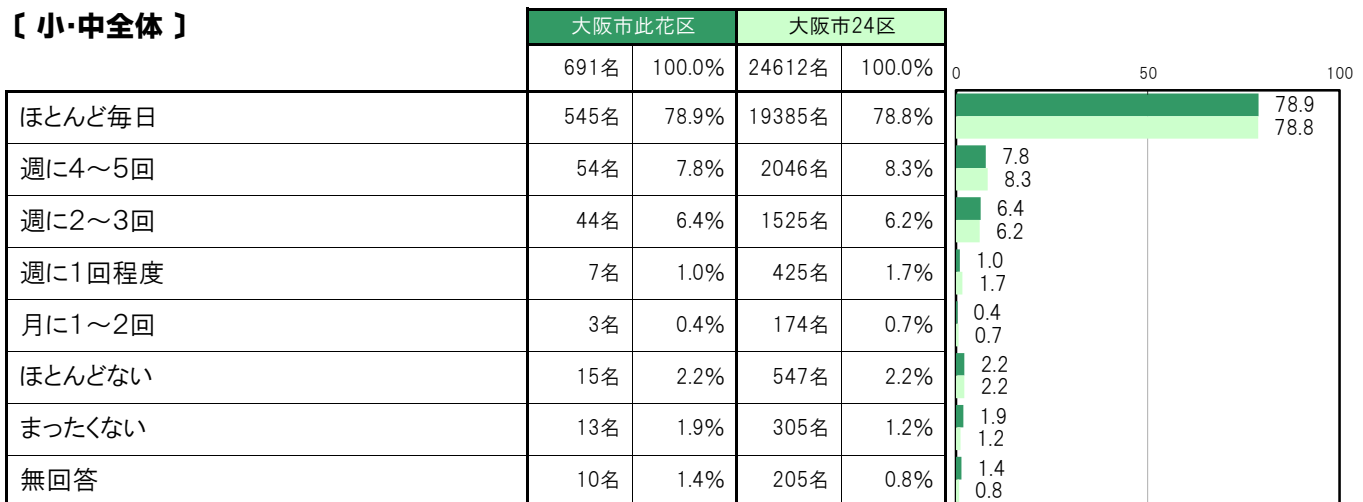 〔 小・中全体 〕
大阪市此花区 大阪市24区
691名 100.0% 24612名 100.0% 0 50 100
ほとんど毎日 545名 78.9% 19385名 78.8% 78.9
78.8
週に4～5回 54名 7.8% 2046名 8.3% 7.8
8.3
週に2～3回 44名 6.4% 1525名 6.2% 6.4
6.2
週に1回程度 7名 1.0% 425名 1.7% 1.0
1.7
月に1～2回 3名 0.4% 174名 0.7% 0.4
0.7
ほとんどない 15名 2.2% 547名 2.2% 2.2
2.2
まったくない 13名 1.9% 305名 1.2% 1.9
1.2
無回答 10名 1.4% 205名 0.8% 1.4
0.8